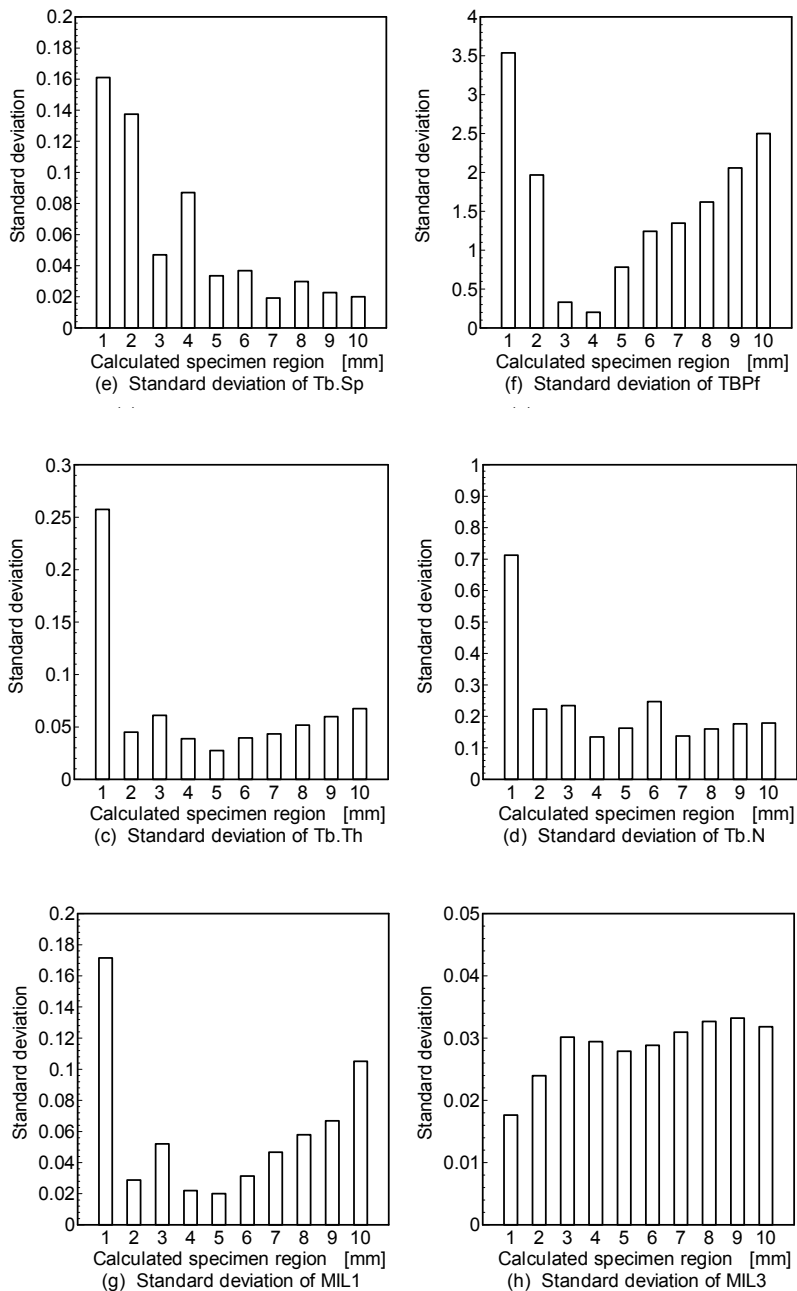 0.2
0.18
0.16
0.14
0.12
0.1
0.08
0.06
0.04
0.02
0
Standard deviation
1 2 3 4 5 6 7 8 9 10
Calculated specimen region [mm]
(e) Standard deviation of Tb.Sp
4
3.5
3
2.5
2
1.5
1
0.5
0
Standard deviation
1 2 3 4 5 6 7 8 9 10
Calculated specimen region [mm]
(f) Standard deviation of TBPf
0.3
0.25
0.2
0.15
0.1
0.05
0
Standard deviation
1 2 3 4 5 6 7 8 9 10
Calculated specimen region [mm]
(c) Standard deviation of Tb.Th
1
0.9
0.8
0.7
0.6
0.5
0.4
0.3
0.2
0.1
0
Standard deviation
1 2 3 4 5 6 7 8 9 10
Calculated specimen region [mm]
(d) Standard deviation of Tb.N
0.2
0.18
0.16
0.14
0.12
0.1
0.08
0.06
0.04
0.02
0
Standard deviation
1 2 3 4 5 6 7 8 9 10
Calculated specimen region [mm]
(g) Standard deviation of MIL1
0.05
0.04
0.03
0.02
0.01
0
Standard deviation
1 2 3 4 5 6 7 8 9 10
Calculated specimen region [mm]
(h) Standard deviation of MIL3